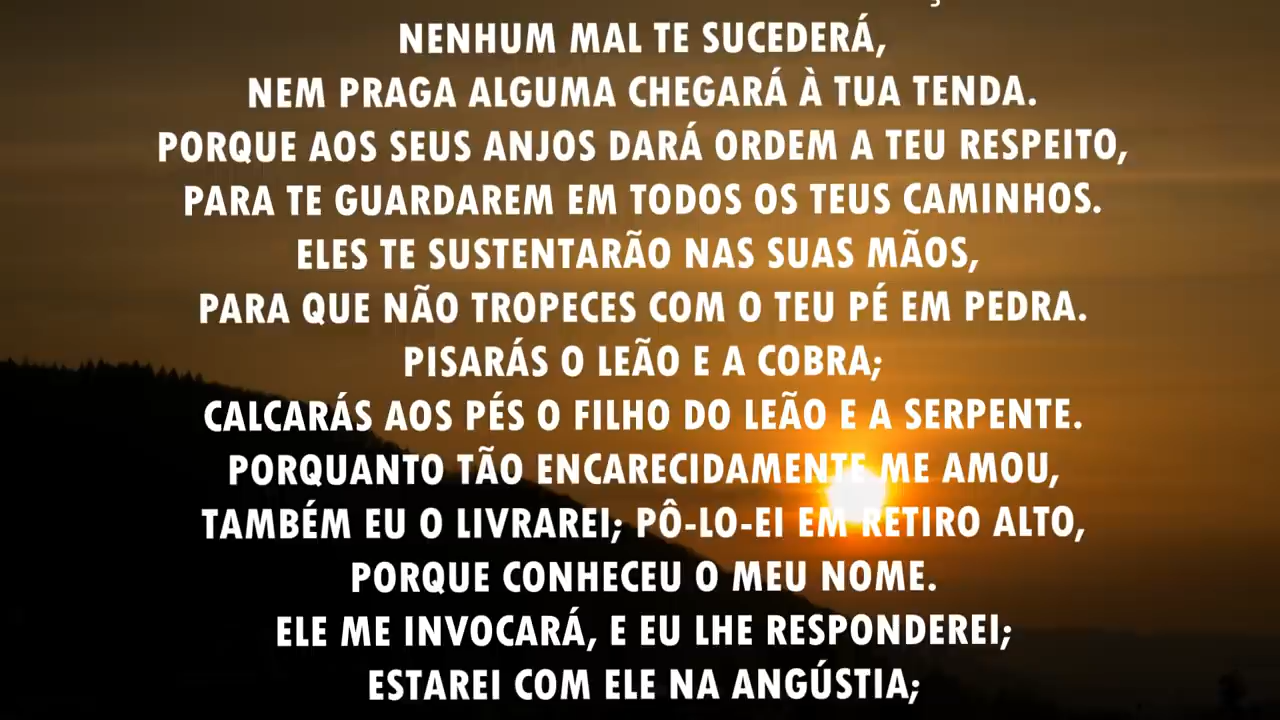 NENHUM MAL TE SUCEDERÁ,
NEM PRAGA ALGUMA CHEGARÁ À TUA TENDA.
PORQUE AOS SEUS ANJOS DARÁ ORDEM A TEU RESPEITO,
PARA TE GUARDAREM EM TODOS OS TEUS CAMINHOS.
ELES TE SUSTENTARÃO NAS SUAS MÃOS,
PARA QUE NÃO TROPECES COM O TEU PÉ EM PEDRA.
PISARÁS O LEÃO E A COBRA;
CALCARÁS AOS PÉS O FILHO DO LEÃO E A SERPENTE.
PORQUANTO TÃO ENCARECIDAMENTE ME AMOU,
TAMBÉM EU O LIVRAREI; PÔ-LO-EI EM RETIRO ALTO,
PORQUE CONHECEU O MEU NOME.
ELE ME INVOCARÁ, E EU LHE RESPONDEREI;
ESTAREI COM ELE NA ANGÚSTIA;